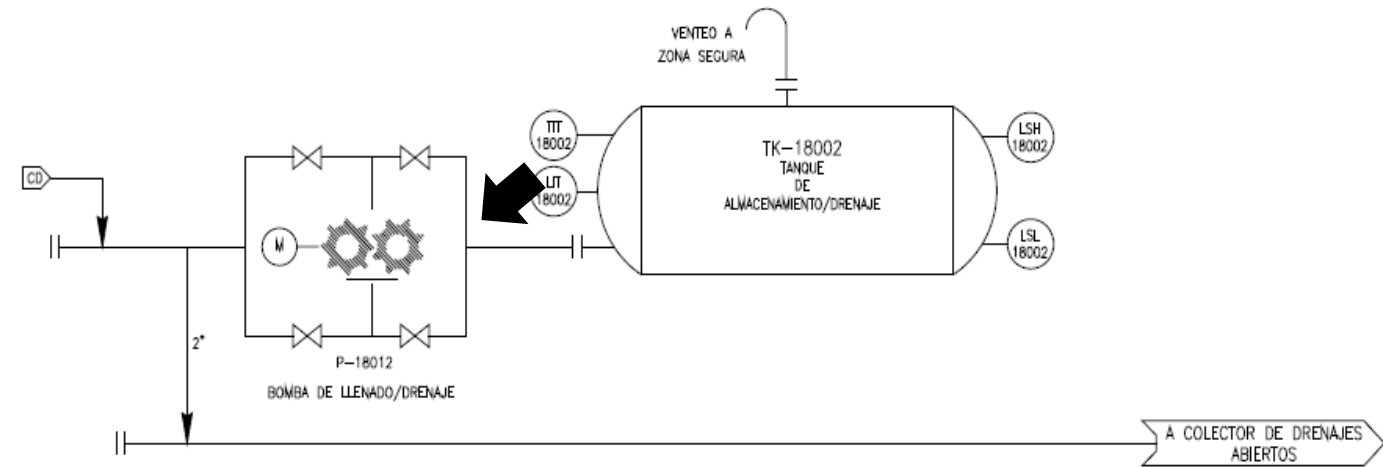 VENTEO A
ZONA SEGURA
TTT
18002
LIT
18002
TK-18002
TANQUE
DE
ALMACENAMIENTO/DRENAJE
LSH
18002
LSL
18002
CD
M
2"
P-18012
BOMBA DE LLENADO/DRENAJE
A COLECTOR DE DRENAJES
ABIERTOS